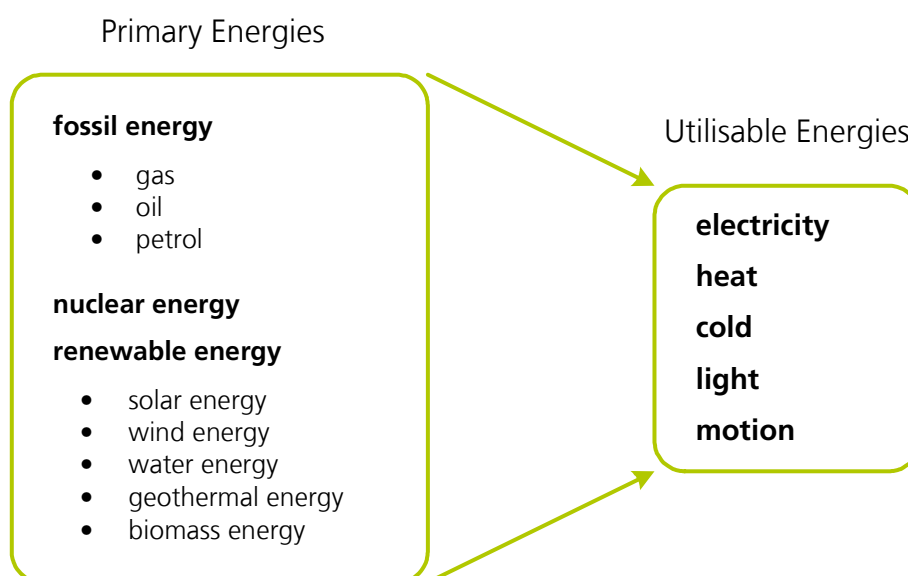 Primary Energies
fossil energy
• gas
• oil
• petrol
nuclear energy
renewable energy
• solar energy
• wind energy
• water energy
• geothermal energy
• biomass energy
Utilisable Energies
electricity
heat
cold
light
motion